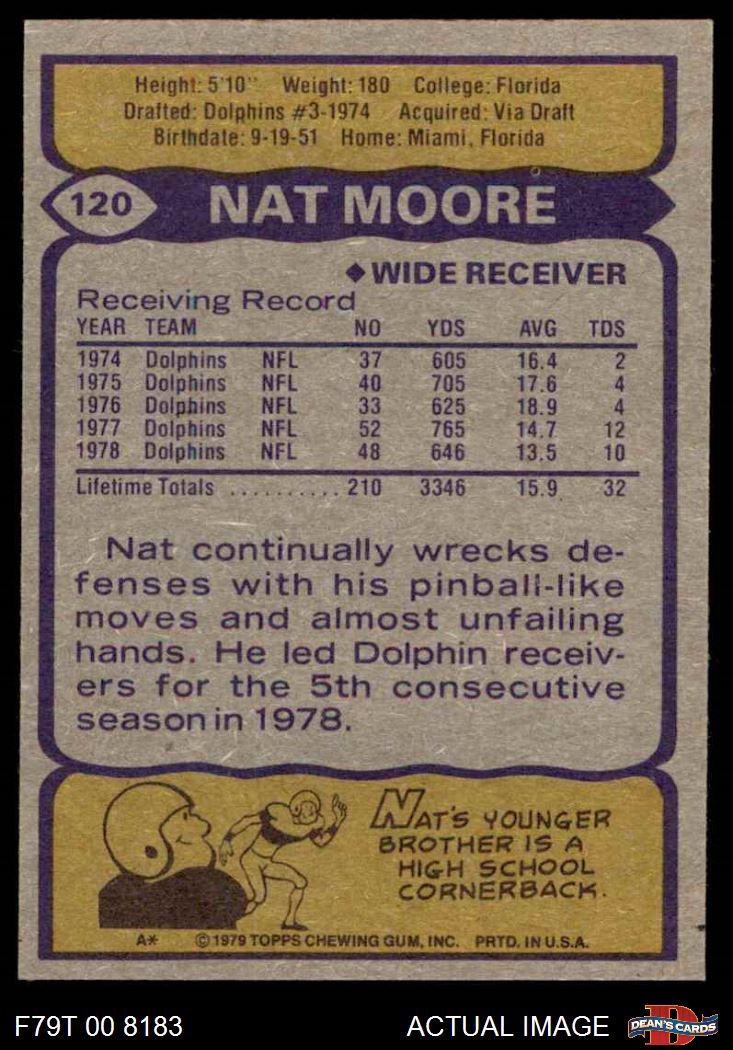 Height: 5'10" Weight: 180 College: Florida
Drafted: Dolphins #3-1974 Acquired: Via Draft
Birthdate: 9-19-51 Home: Miami, Florida
120 NAT MOORE
◆WIDE RECEIVER
Receiving Record
YEAR TEAM NO YDS AVG TDS
1974 Dolphins NFL 37 605 16.4 2
1975 Dolphins NFL 40 705 17.6 4
1976 Dolphins NFL 33 625 18.9 4
1977 Dolphins NFL 52 765 14.7 12
1978 Dolphins NFL 48 646 13.5 10
Lifetime Totals .......... 210 3346 15.9 32
Nat continually wrecks de-
fenses with his pinball-like
moves and almost unfailing
hands. He led Dolphin receiv-
ers for the 5th consecutive
season in 1978.
NAT'S YOUNGER
BROTHER IS A
HIGH SCHOOL
CORNERBACK.
A* ©1979 TOPPS CHEWING GUM, INC. PRTD. IN U.S.A.
F79T 00 8183 ACTUAL IMAGE D DEAN'S CARDS